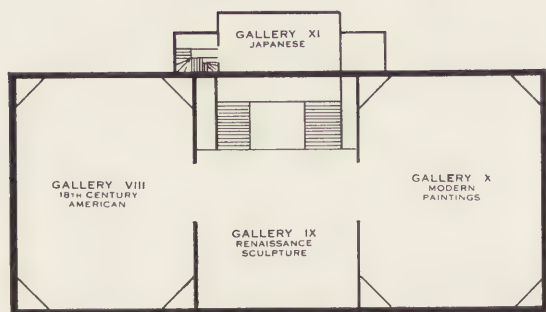 GALLERY XI
JAPANESE
GALLERY VIII
18TH CENTURY
AMERICAN
GALLERY IX
RENAISSANCE
SCULPTURE
GALLERY X
MODERN
PAINTINGS